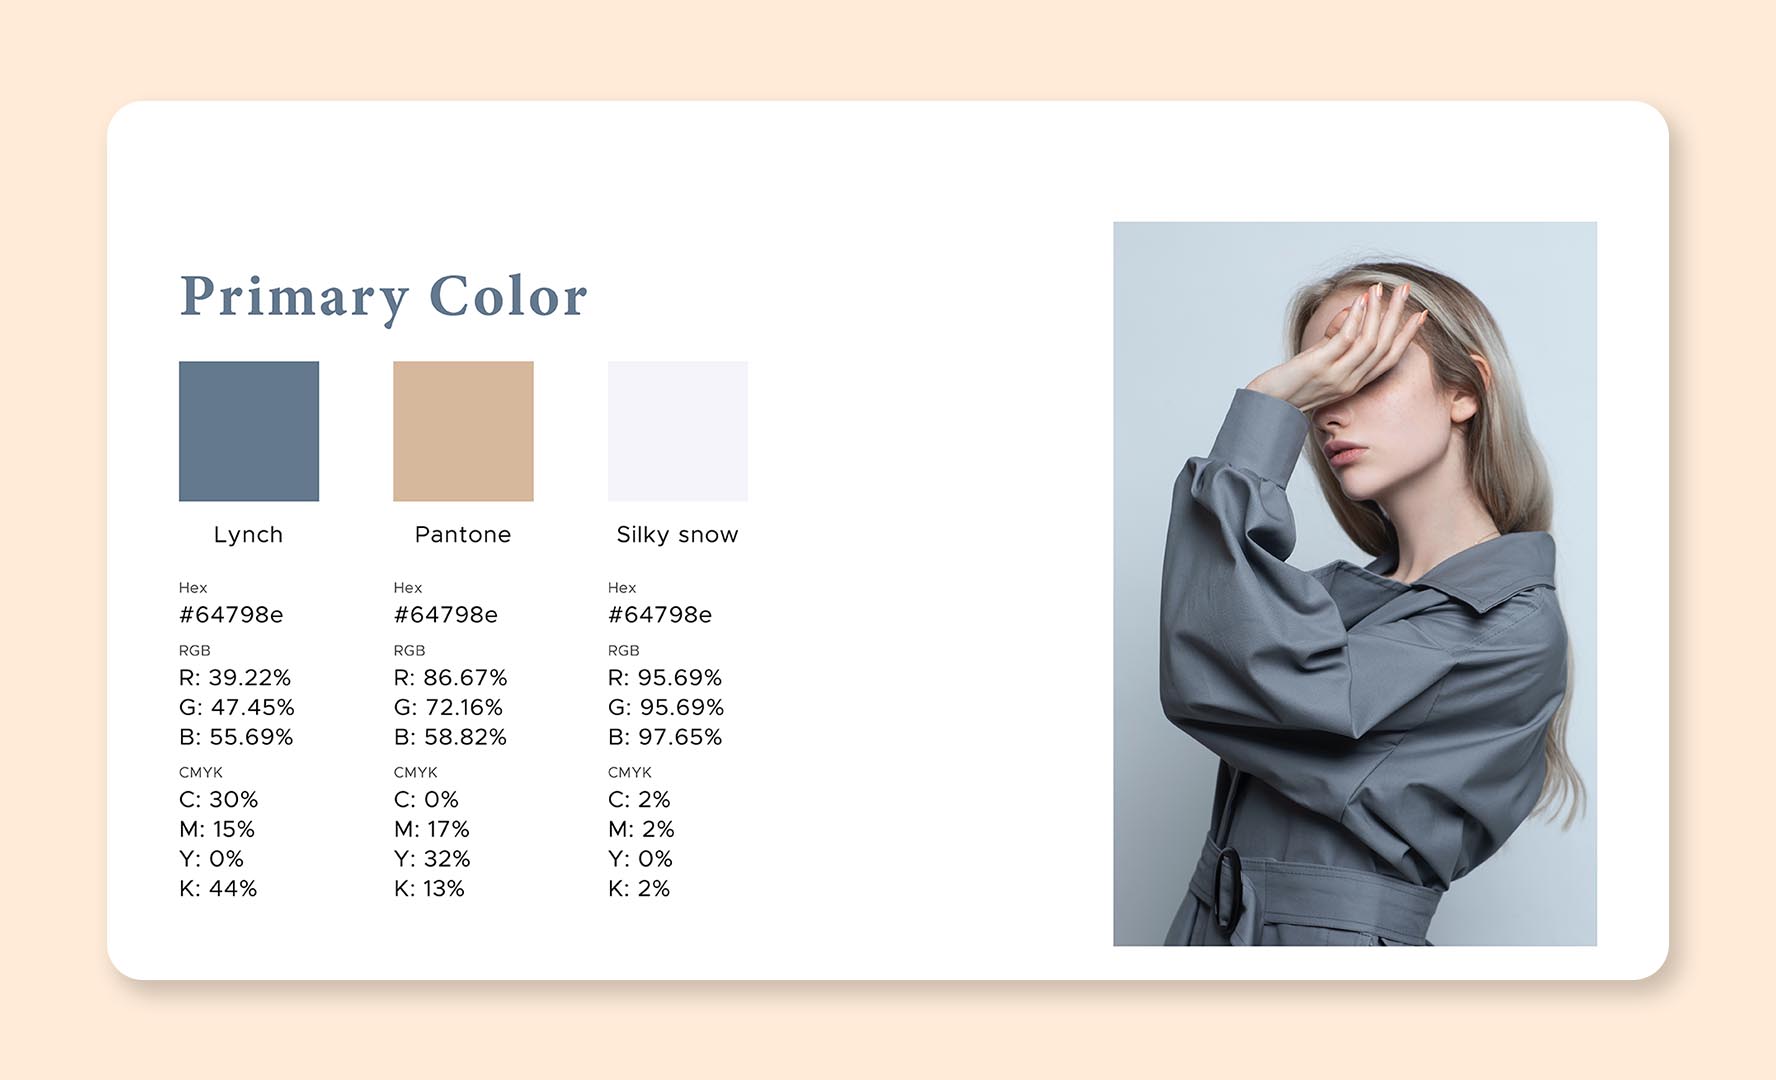 Primary Color
Lynch
Hex
#64798e
RGB
R: 39.22%
G: 47.45%
B: 55.69%
CMYK
C: 30%
M: 15%
Y: 0%
K: 44%
Pantone
Hex
#64798e
RGB
R: 86.67%
G: 72.16%
B: 58.82%
CMYK
C: 0%
M: 17%
Y: 32%
K: 13%
Silky snow
Hex
#64798e
RGB
R: 95.69%
G: 95.69%
B: 97.65%
CMYK
C: 2%
M: 2%
Y: 0%
K: 2%